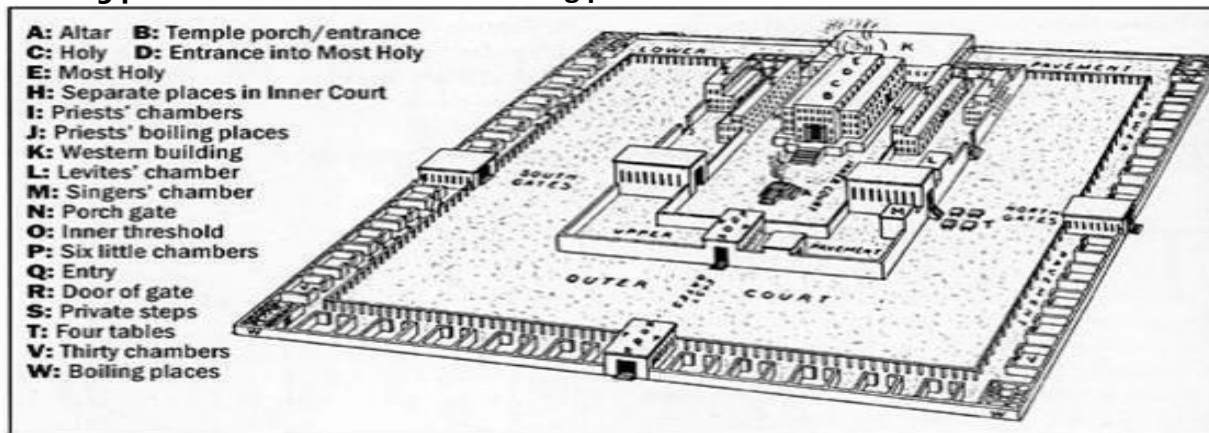 A: Altar B: Temple porch/entrance
C: Holy D: Entrance into Most Holy
E: Most Holy
H: Separate places in Inner Court
I: Priests' chambers
J: Priests' boiling places
K: Western building
L: Levites' chamber
M: Singers' chamber
N: Porch gate
O: Inner threshold
P: Six little chambers
Q: Entry
R: Door of gate
S: Private steps
T: Four tables
V: Thirty chambers
W: Boiling places
LOWER
K
PAVEMENT
SOUTH
GATES
INNER COURT
L
M
T
NORTH
GATES
UPPER
PAVEMENT
OUTER
COURT
W
W